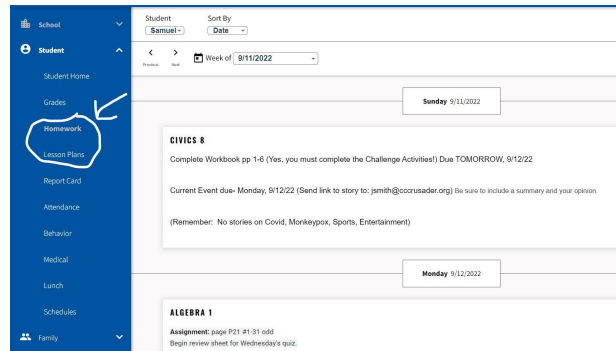 School
Student
Student Home
Grades
Homework
Lesson Plans
Report Card
Attendance
Behavior
Medical
Lunch
Schedules
Family
Student Sort By
Samuel Date
Previous Next Week of 9/11/2022
Sunday 9/11/2022
CIVICS 8
Complete Workbook pp 1-6 (Yes, you must complete the Challenge Activities!) Due TOMORROW, 9/12/22
Current Event due- Monday, 9/12/22 (Send link to story to: jsmith@cccrusader.org) Be sure to include a summary and your opinion.
(Remember: No stories on Covid, Monkeypox, Sports, Entertainment)
Monday 9/12/2022
ALGEBRA 1
Assignment: page P21 #1-31 odd
Begin review sheet for Wednesday's quiz.